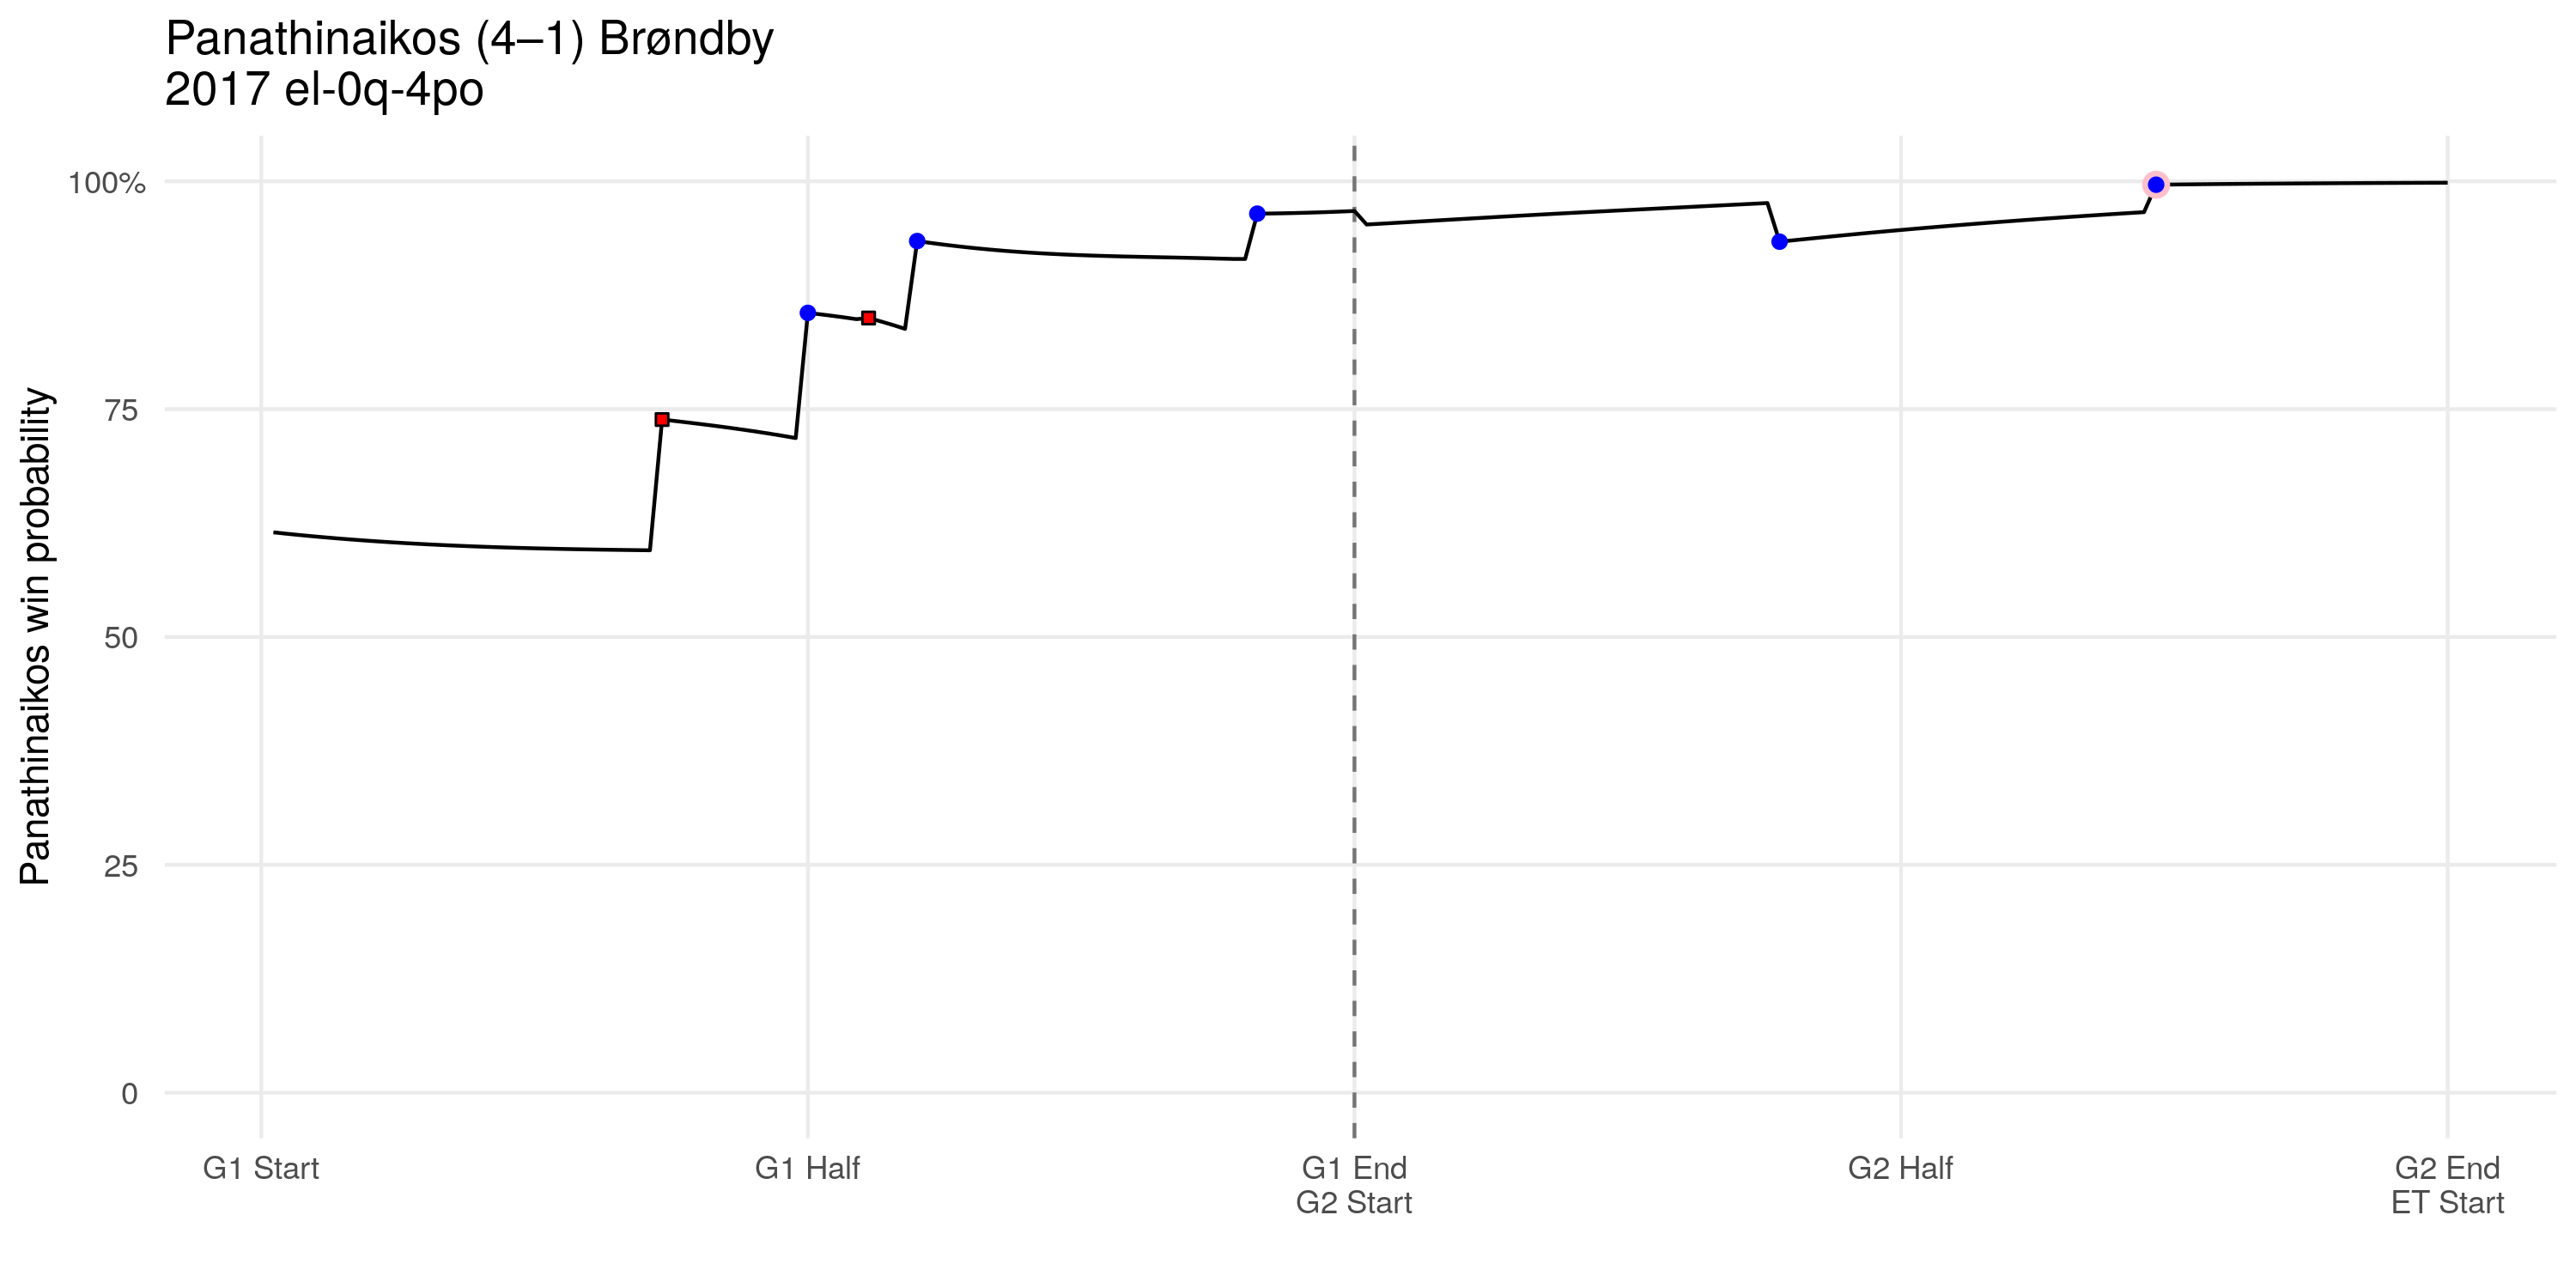 Panathinaikos (4–1) Brøndby
2017 el-0q-4po
Panathinaikos win probability
100%
75
50
25
0
G1 Start
G1 Half
G1 End
G2 Start
G2 Half
G2 End
ET Start